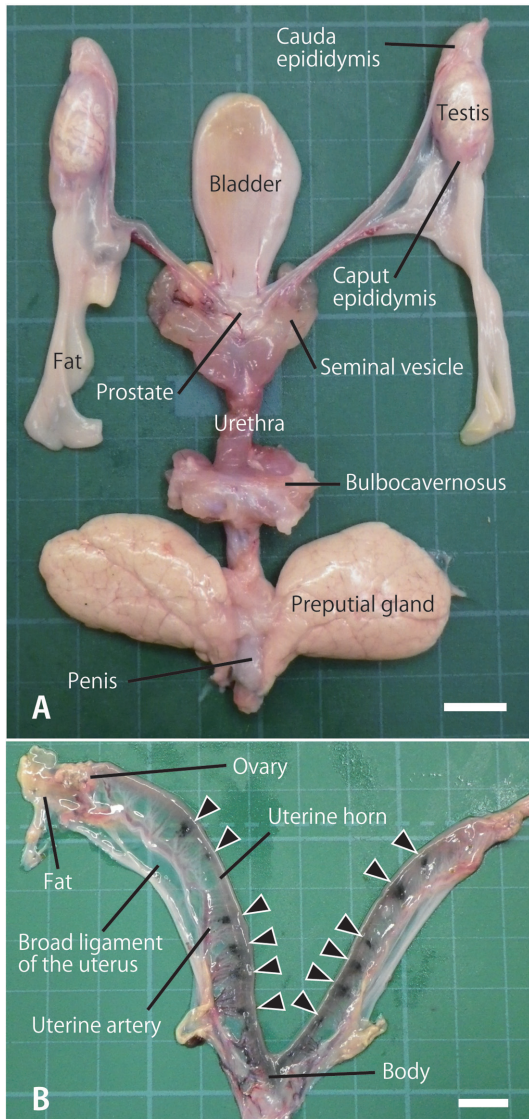 Cauda
epididymis
Testis
Bladder
Caput
epididymis
Fat
Seminal vesicle
Prostate
Urethra
Bulbocavernosus
Preputial gland
Penis
A
Ovary
Uterine horn
Fat
Broad ligament
of the uterus
Uterine artery
Body
B